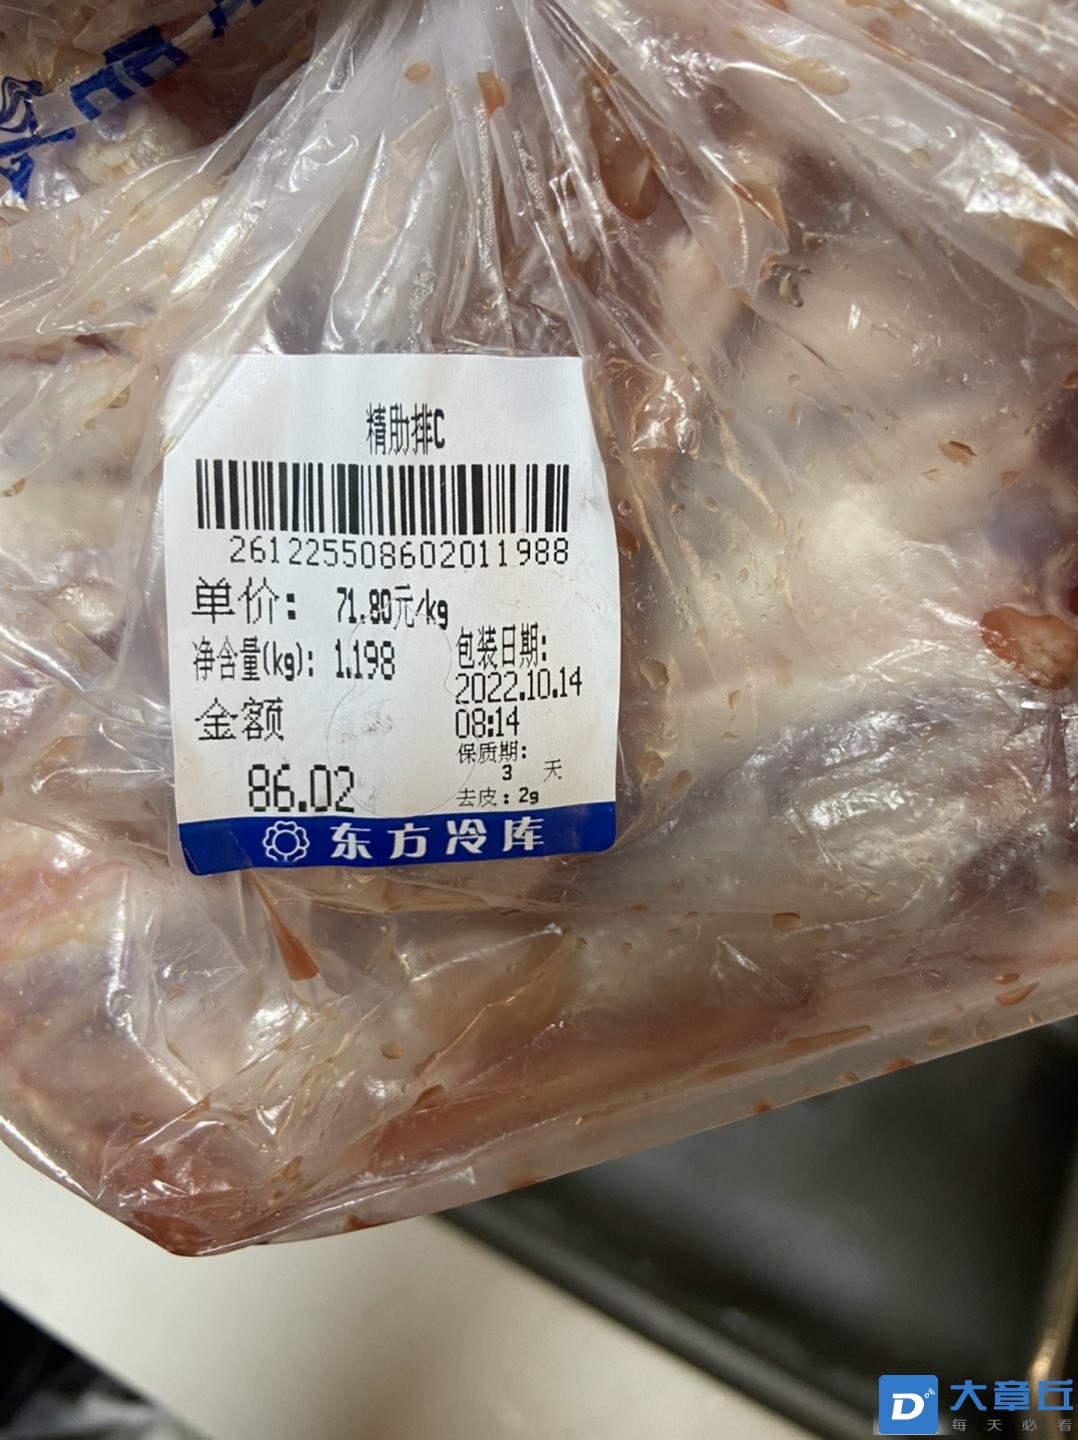 精肋排C
261225508602011988
单价: 71.80元/kg
净含量(kg): 1.198
包装日期:
2022.10.14
08:14
金额
86.02
保质期:
3 天
去皮: 2g
东方冷库
大章丘
每天必看